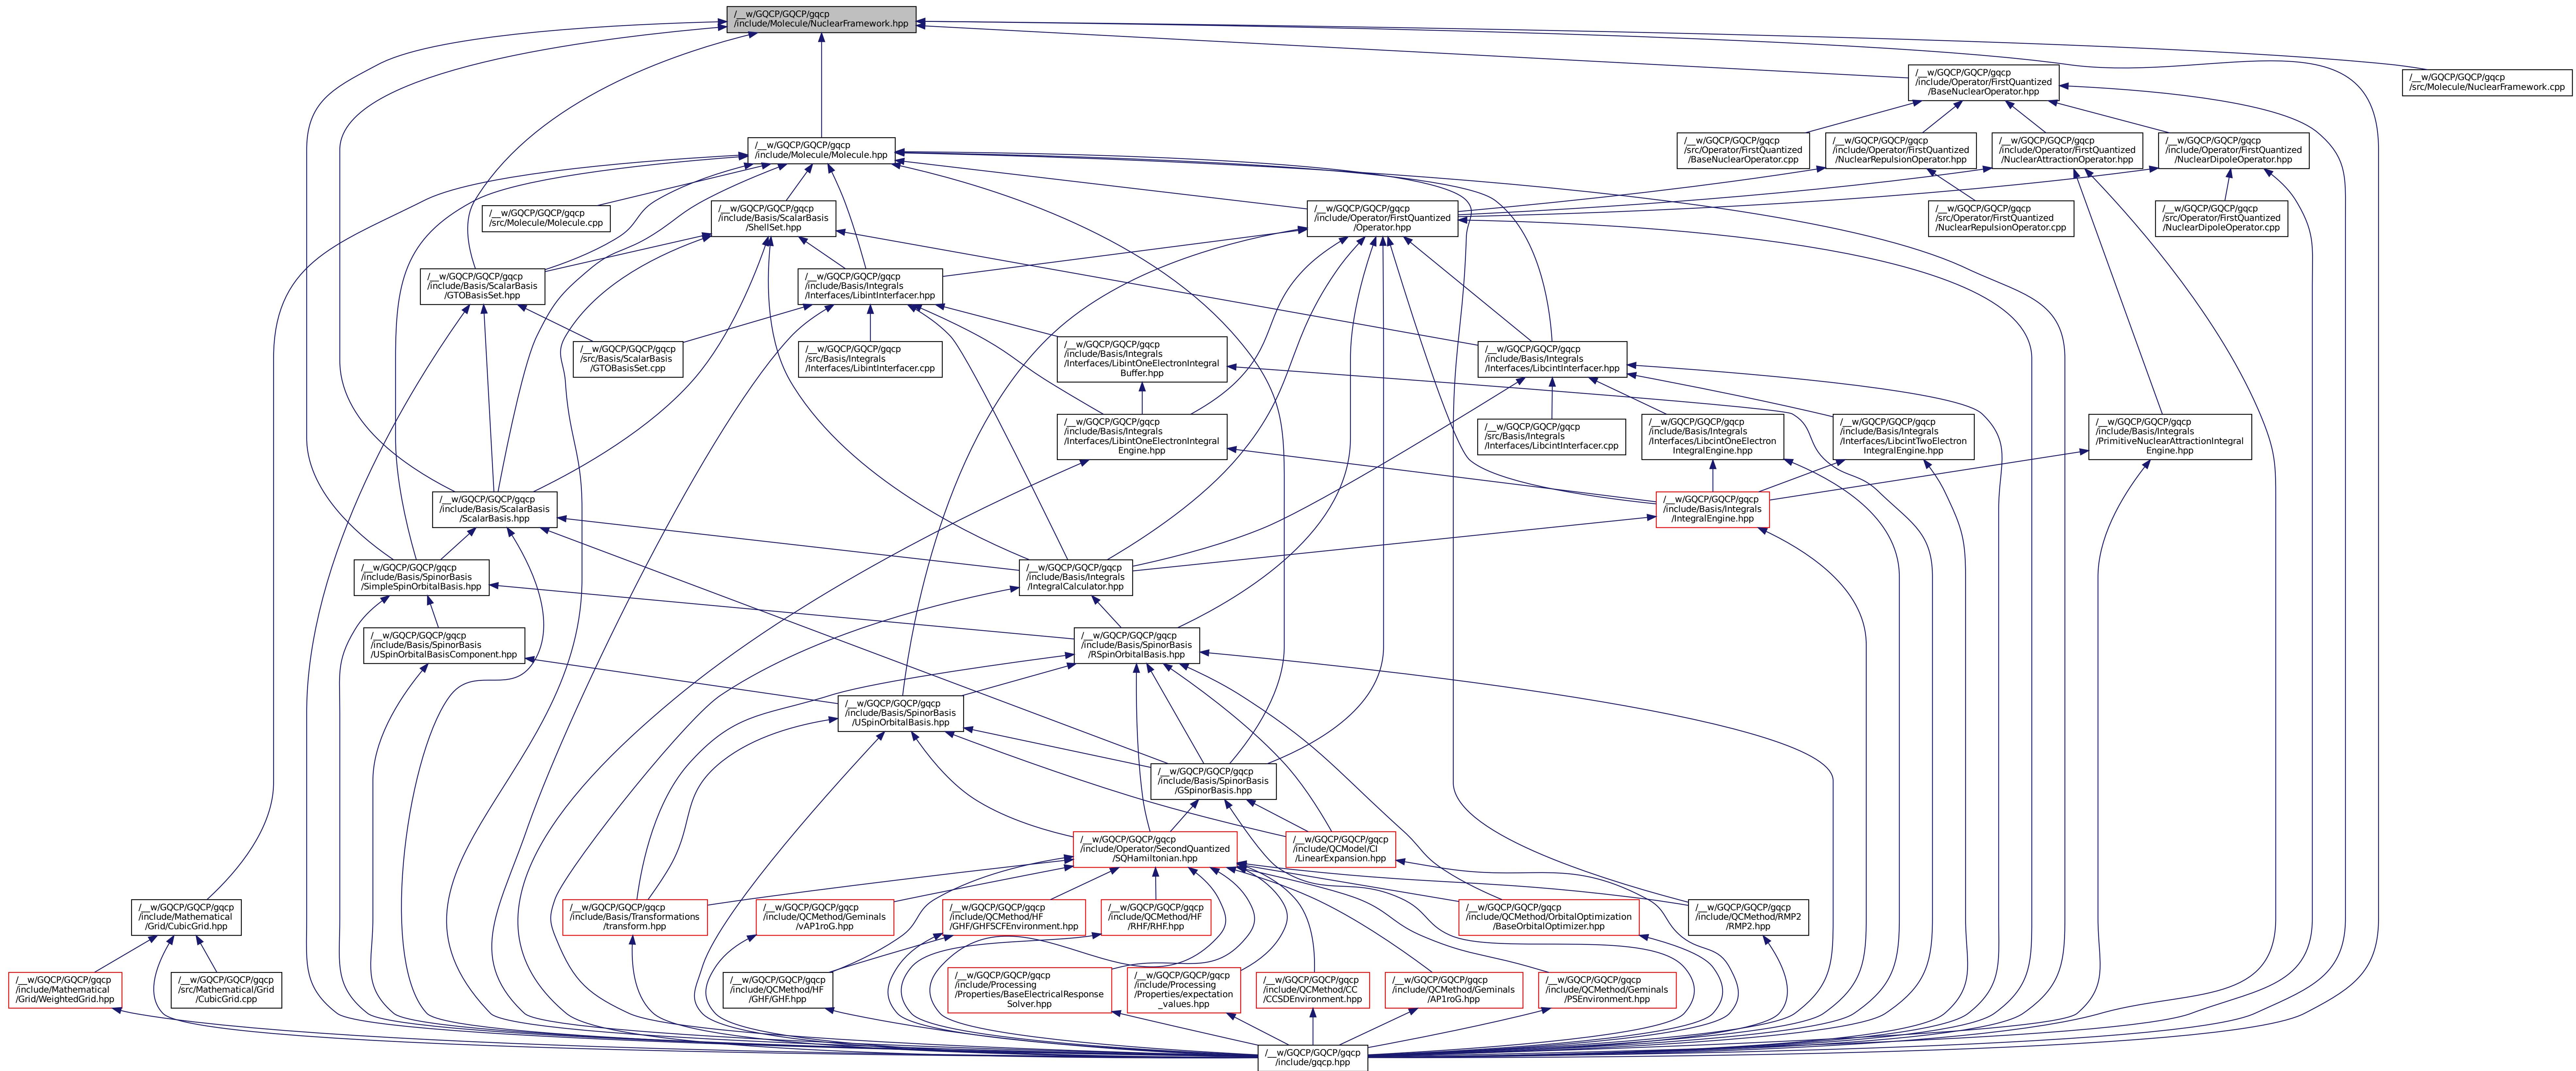 /__w/GQCP/GQCP/gqcp
/include/Molecule/NuclearFramework.hpp
/__w/GQCP/GQCP/gqcp
/include/Operator/FirstQuantized
/BaseNuclearOperator.hpp
/__w/GQCP/GQCP/gqcp
/src/Molecule/NuclearFramework.cpp
/__w/GQCP/GQCP/gqcp
/include/Molecule/Molecule.hpp
/__w/GQCP/GQCP/gqcp
/src/Operator/FirstQuantized
/BaseNuclearOperator.cpp
/__w/GQCP/GQCP/gqcp
/include/Operator/FirstQuantized
/NuclearRepulsionOperator.hpp
/__w/GQCP/GQCP/gqcp
/include/Operator/FirstQuantized
/NuclearAttractionOperator.hpp
/__w/GQCP/GQCP/gqcp
/include/Operator/FirstQuantized
/NuclearDipoleOperator.hpp
/__w/GQCP/GQCP/gqcp
/src/Molecule/Molecule.cpp
/__w/GQCP/GQCP/gqcp
/include/Basis/ScalarBasis
/ShellSet.hpp
/__w/GQCP/GQCP/gqcp
/include/Operator/FirstQuantized
/Operator.hpp
/__w/GQCP/GQCP/gqcp
/src/Operator/FirstQuantized
/NuclearRepulsionOperator.cpp
/__w/GQCP/GQCP/gqcp
/src/Operator/FirstQuantized
/NuclearDipoleOperator.cpp
/__w/GQCP/GQCP/gqcp
/include/Basis/ScalarBasis
/GTOBasisSet.hpp
/__w/GQCP/GQCP/gqcp
/include/Basis/Integrals
/Interfaces/LibintInterfacer.hpp
/__w/GQCP/GQCP/gqcp
/src/Basis/ScalarBasis
/GTOBasisSet.cpp
/__w/GQCP/GQCP/gqcp
/src/Basis/Integrals
/Interfaces/LibintInterfacer.cpp
/__w/GQCP/GQCP/gqcp
/include/Basis/Integrals
/Interfaces/LibintOneElectronIntegral
Buffer.hpp
/__w/GQCP/GQCP/gqcp
/include/Basis/Integrals
/Interfaces/LibcintInterfacer.hpp
/__w/GQCP/GQCP/gqcp
/include/Basis/Integrals
/Interfaces/LibintOneElectronIntegral
Engine.hpp
/__w/GQCP/GQCP/gqcp
/src/Basis/Integrals
/Interfaces/LibcintInterfacer.cpp
/__w/GQCP/GQCP/gqcp
/include/Basis/Integrals
/Interfaces/LibcintOneElectron
IntegralEngine.hpp
/__w/GQCP/GQCP/gqcp
/include/Basis/Integrals
/Interfaces/LibcintTwoElectron
IntegralEngine.hpp
/__w/GQCP/GQCP/gqcp
/include/Basis/Integrals
/PrimitiveNuclearAttractionIntegral
Engine.hpp
/__w/GQCP/GQCP/gqcp
/include/Basis/ScalarBasis
/ScalarBasis.hpp
/__w/GQCP/GQCP/gqcp
/include/Basis/Integrals
/IntegralEngine.hpp
/__w/GQCP/GQCP/gqcp
/include/Basis/SpinorBasis
/SimpleSpinOrbitalBasis.hpp
/__w/GQCP/GQCP/gqcp
/include/Basis/Integrals
/IntegralCalculator.hpp
/__w/GQCP/GQCP/gqcp
/include/Basis/SpinorBasis
/USpinOrbitalBasisComponent.hpp
/__w/GQCP/GQCP/gqcp
/include/Basis/SpinorBasis
/RSpinOrbitalBasis.hpp
/__w/GQCP/GQCP/gqcp
/include/Basis/SpinorBasis
/USpinOrbitalBasis.hpp
/__w/GQCP/GQCP/gqcp
/include/Basis/SpinorBasis
/GSpinorBasis.hpp
/__w/GQCP/GQCP/gqcp
/include/Operator/SecondQuantized
/SQHamiltonian.hpp
/__w/GQCP/GQCP/gqcp
/include/QCModel/CI
/LinearExpansion.hpp
/__w/GQCP/GQCP/gqcp
/include/Mathematical
/Grid/CubicGrid.hpp
/__w/GQCP/GQCP/gqcp
/include/Basis/Transformations
/transform.hpp
/__w/GQCP/GQCP/gqcp
/include/QCMethod/Geminals
/vAP1roG.hpp
/__w/GQCP/GQCP/gqcp
/include/QCMethod/HF
/GHF/GHFSCFEnvironment.hpp
/__w/GQCP/GQCP/gqcp
/include/QCMethod/HF
/RHF/RHF.hpp
/__w/GQCP/GQCP/gqcp
/include/QCMethod/OrbitalOptimization
/BaseOrbitalOptimizer.hpp
/__w/GQCP/GQCP/gqcp
/include/QCMethod/RMP2
/RMP2.hpp
/__w/GQCP/GQCP/gqcp
/include/Mathematical
/Grid/WeightedGrid.hpp
/__w/GQCP/GQCP/gqcp
/src/Mathematical/Grid
/CubicGrid.cpp
/__w/GQCP/GQCP/gqcp
/include/QCMethod/HF
/GHF/GHF.hpp
/__w/GQCP/GQCP/gqcp
/include/Processing
/Properties/BaseElectricalResponse
Solver.hpp
/__w/GQCP/GQCP/gqcp
/include/Processing
/Properties/expectation
_values.hpp
/__w/GQCP/GQCP/gqcp
/include/QCMethod/CC
/CCSDEnvironment.hpp
/__w/GQCP/GQCP/gqcp
/include/QCMethod/Geminals
/AP1roG.hpp
/__w/GQCP/GQCP/gqcp
/include/QCMethod/Geminals
/PSEnvironment.hpp
/__w/GQCP/GQCP/gqcp
/include/gqcp.hpp